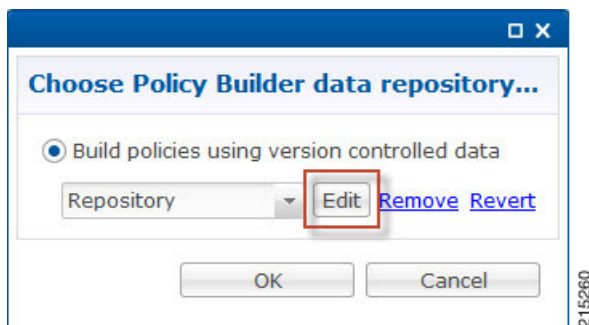 Choose Policy Builder data repository...
Build policies using version controlled data
Repository Edit Remove Revert
OK Cancel
215260